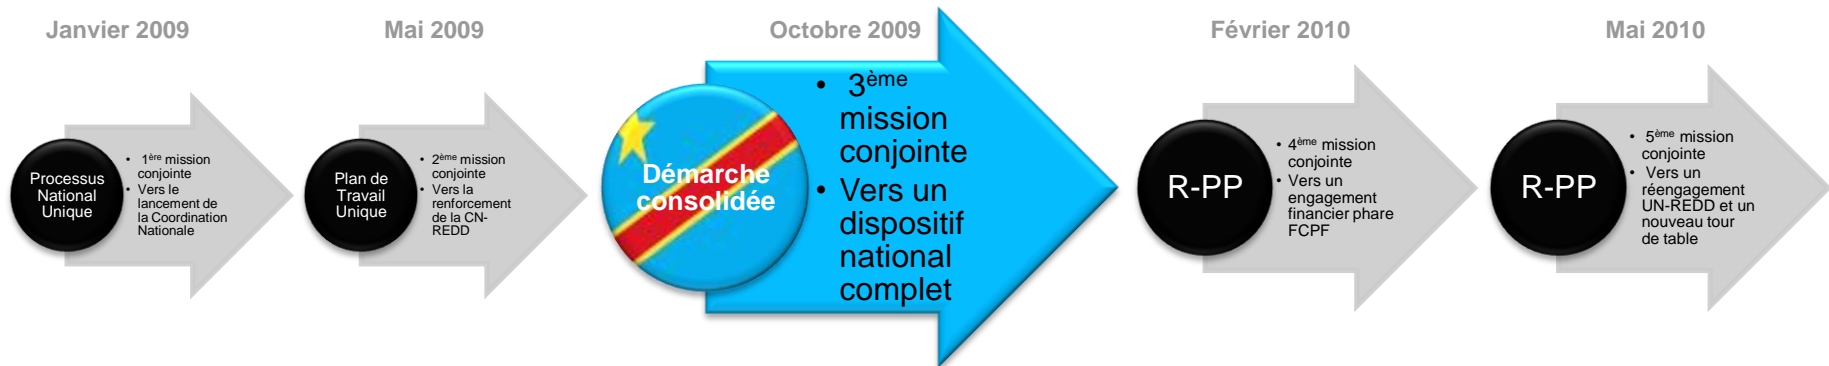 Janvier 2009
Mai 2009
Octobre 2009
Février 2010
Mai 2010
Processus
National
Unique
• 1ère mission
conjointe
• Vers le
lancement de
la Coordination
Nationale
Plan de
Travail
Unique
• 2ème mission
conjointe
• Vers la
renforcement
de la CN-
REDD
Démarche
consolidée
• 3ème
mission
conjointe
• Vers un
dispositif
national
complet
R-PP
• 4ème mission
conjointe
• Vers un
engagement
financier phare
FCPF
R-PP
• 5ème mission
conjointe
• Vers un
réengagement
UN-REDD et un
nouveau tour
de table